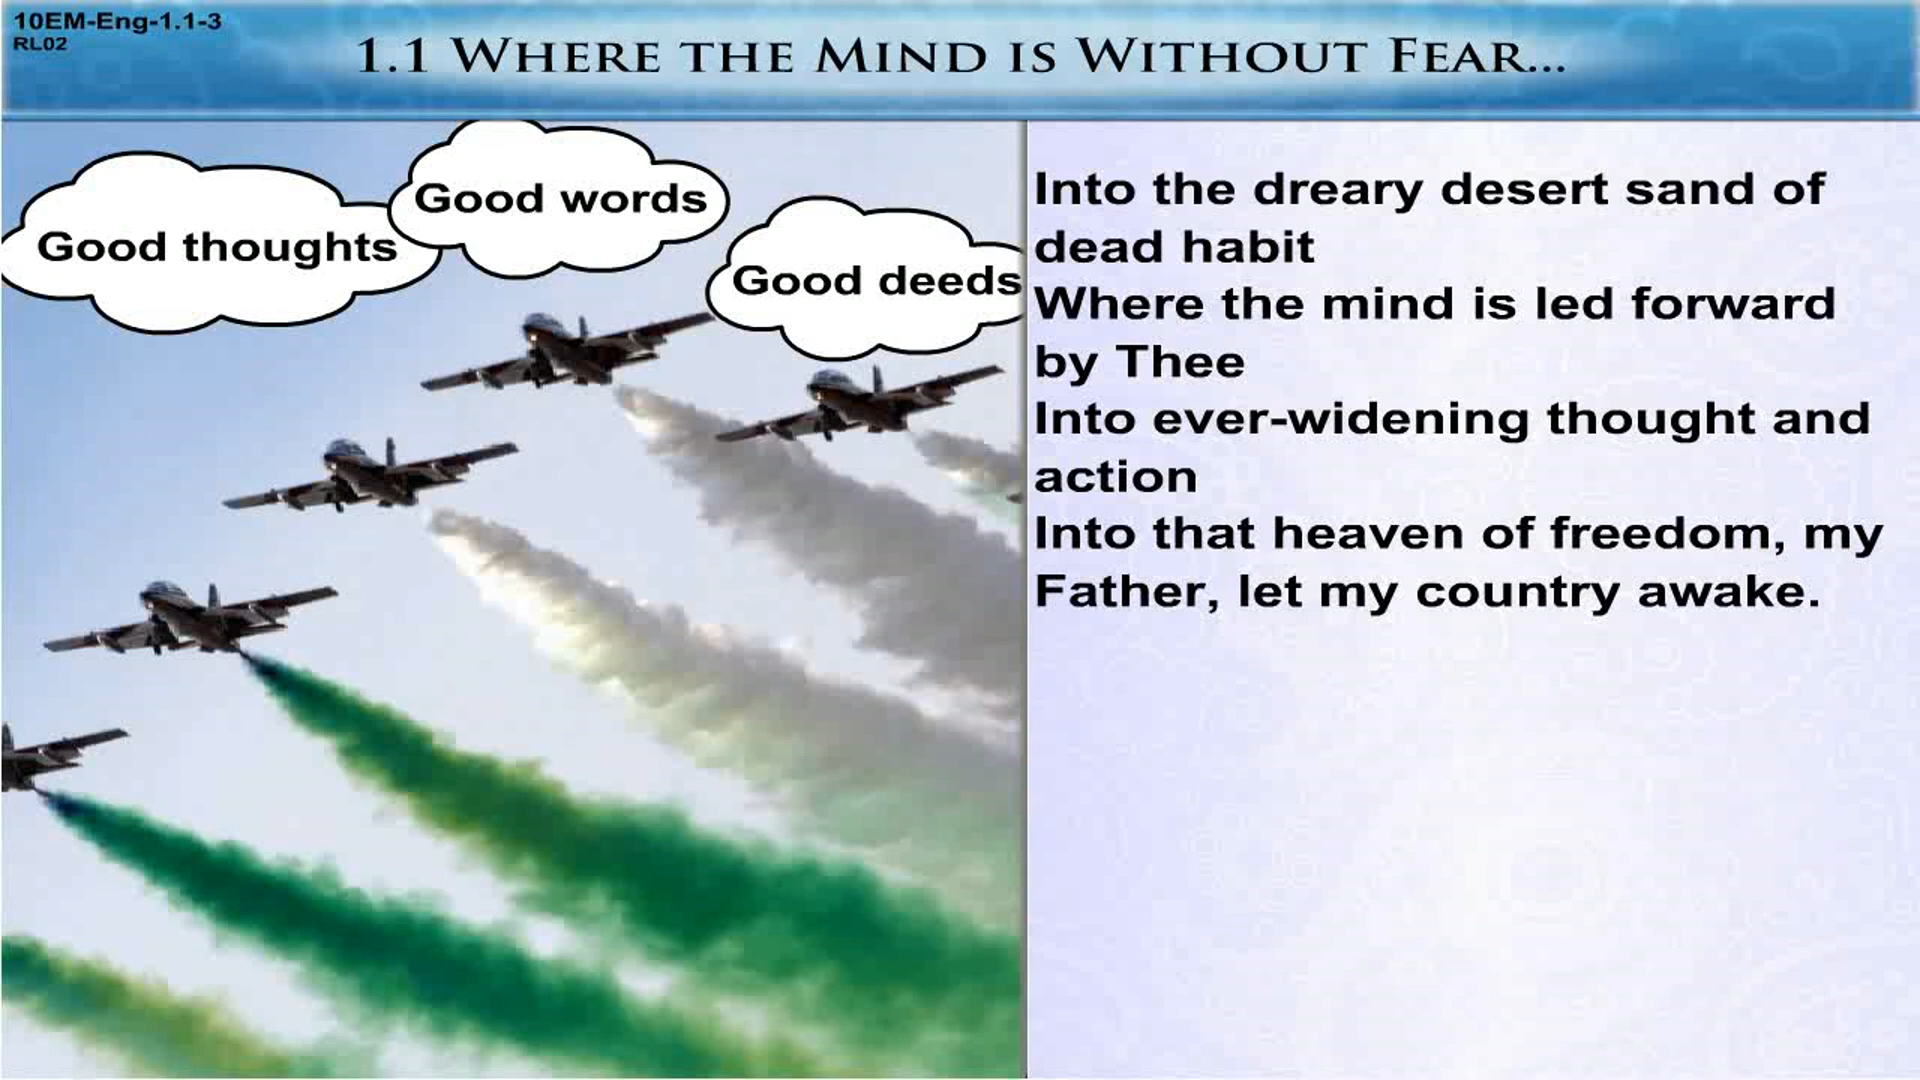 10EM-Eng-1.1-3
RL02
1.1 Where the Mind is Without Fear...
Good thoughts
Good words
Good deeds
Into the dreary desert sand of
dead habit
Where the mind is led forward
by Thee
Into ever-widening thought and
action
Into that heaven of freedom, my
Father, let my country awake.